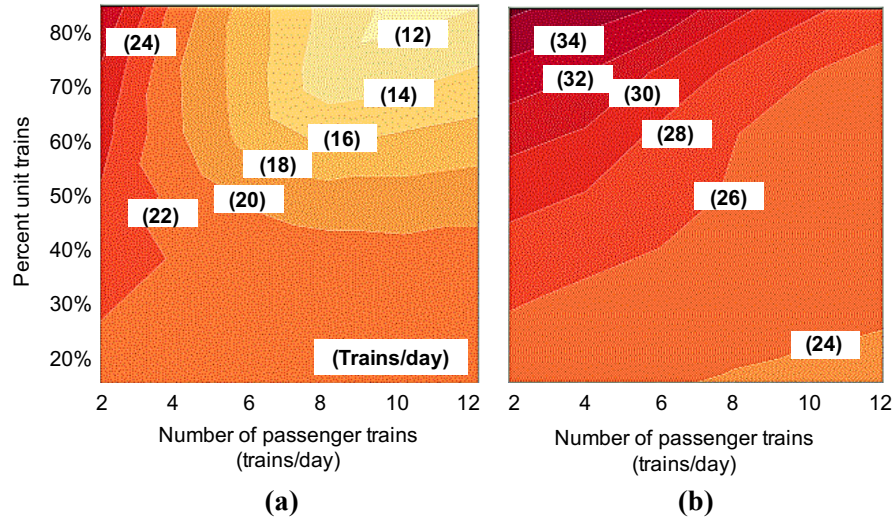 80%
70%
60%
50%
40%
30%
20%
Percent unit trains
(24)
(22)
(20)
(18)
(16)
(14)
(12)
(Trains/day)
2 4 6 8 10 12
Number of passenger trains
(trains/day)
(a)
(34)
(32)
(30)
(28)
(26)
(24)
2 4 6 8 10 12
Number of passenger trains
(trains/day)
(b)